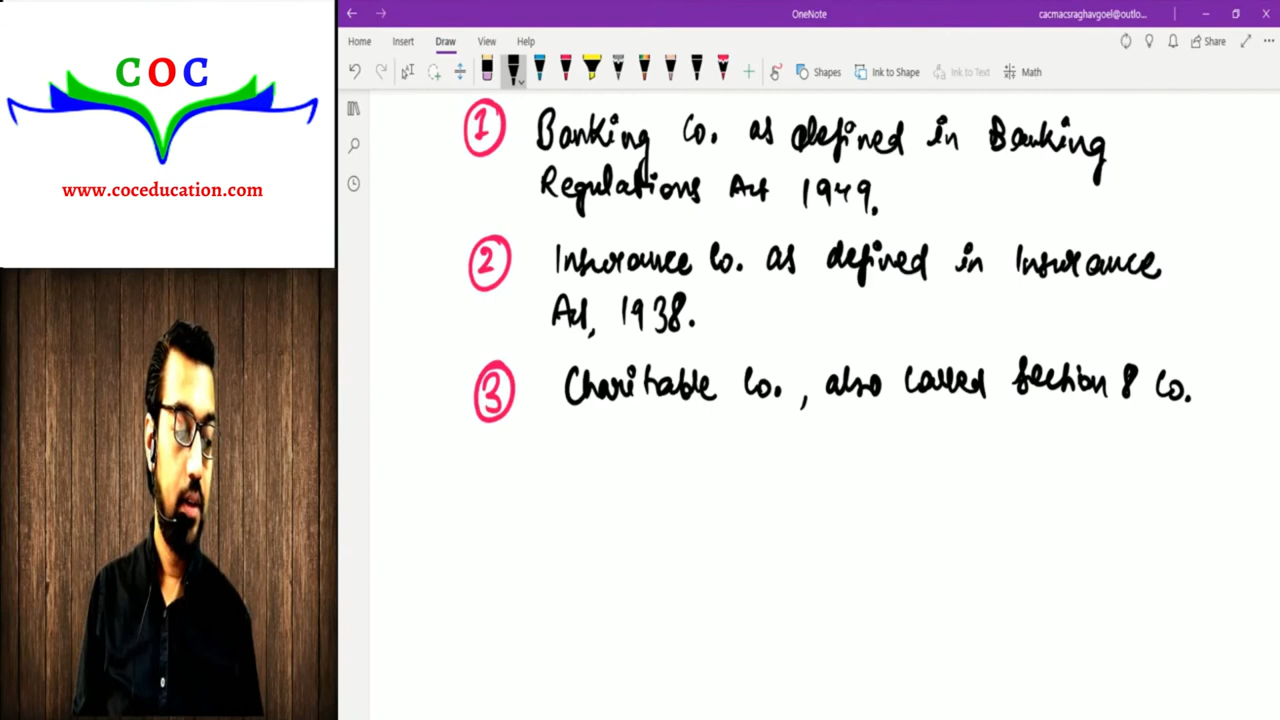 COC
www.coceducation.com
OneNote
cacmacsraghavgoel@outlo...
Home Insert Draw View Help
Share
Shapes Ink to Shape Ink to Text Math
1 Banking Co. as defined in Banking
Regulations Act 1949.
2 Insurance Co. as defined in Insurance
Act, 1938.
3 Charitable Co., also called Section 8 Co.